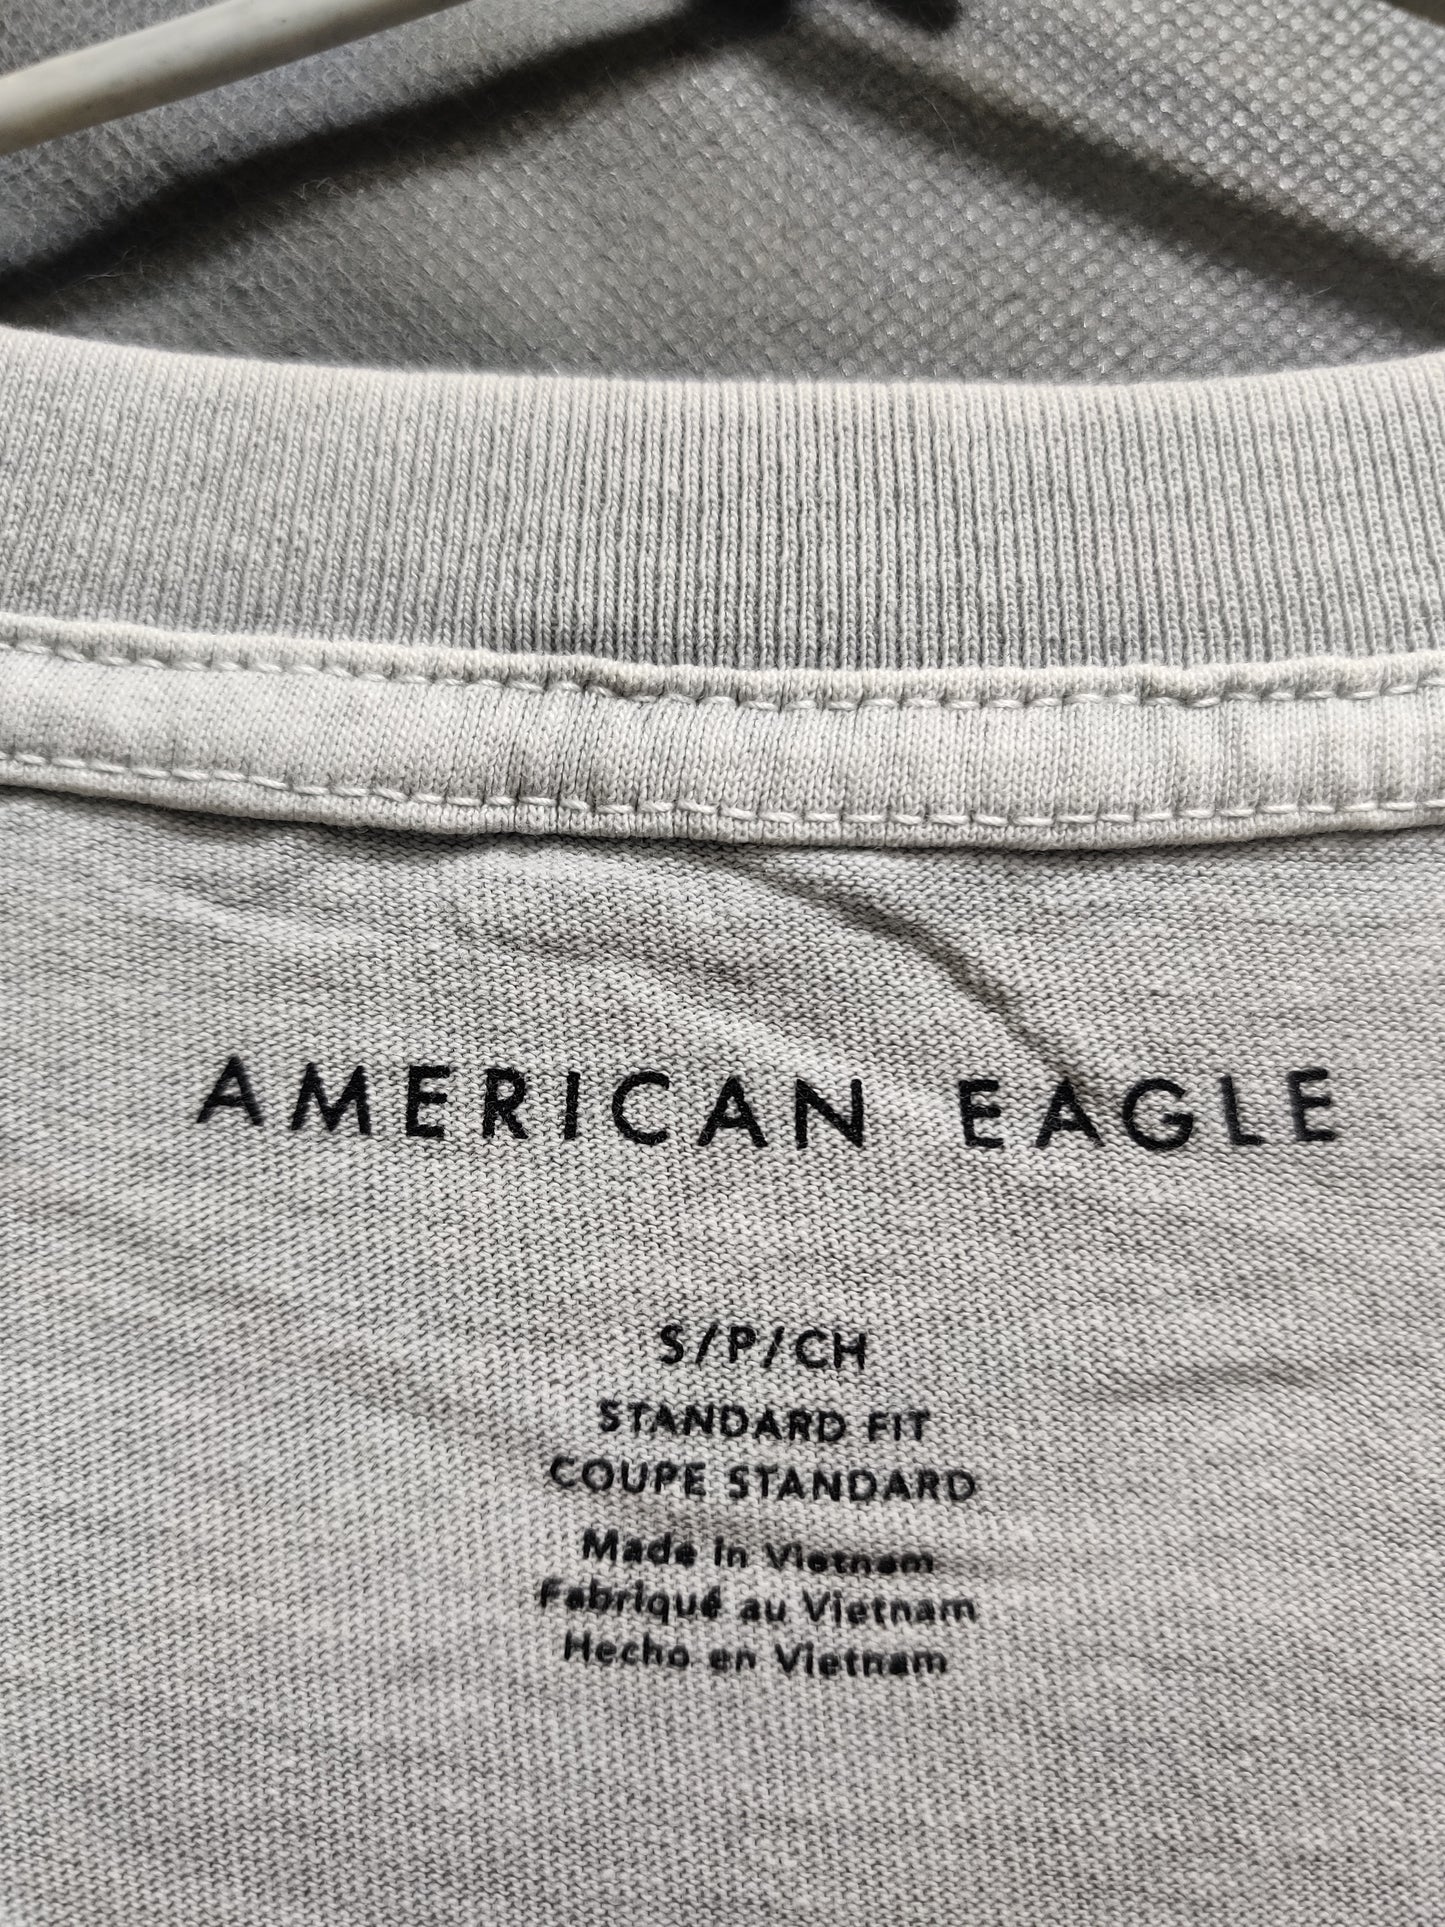 AMERICAN EAGLE
S/P/CH
STANDARD FIT
COUPE STANDARD
Made in Vietnam
Fabriqué au Vietnam
Hecho en Vietnam